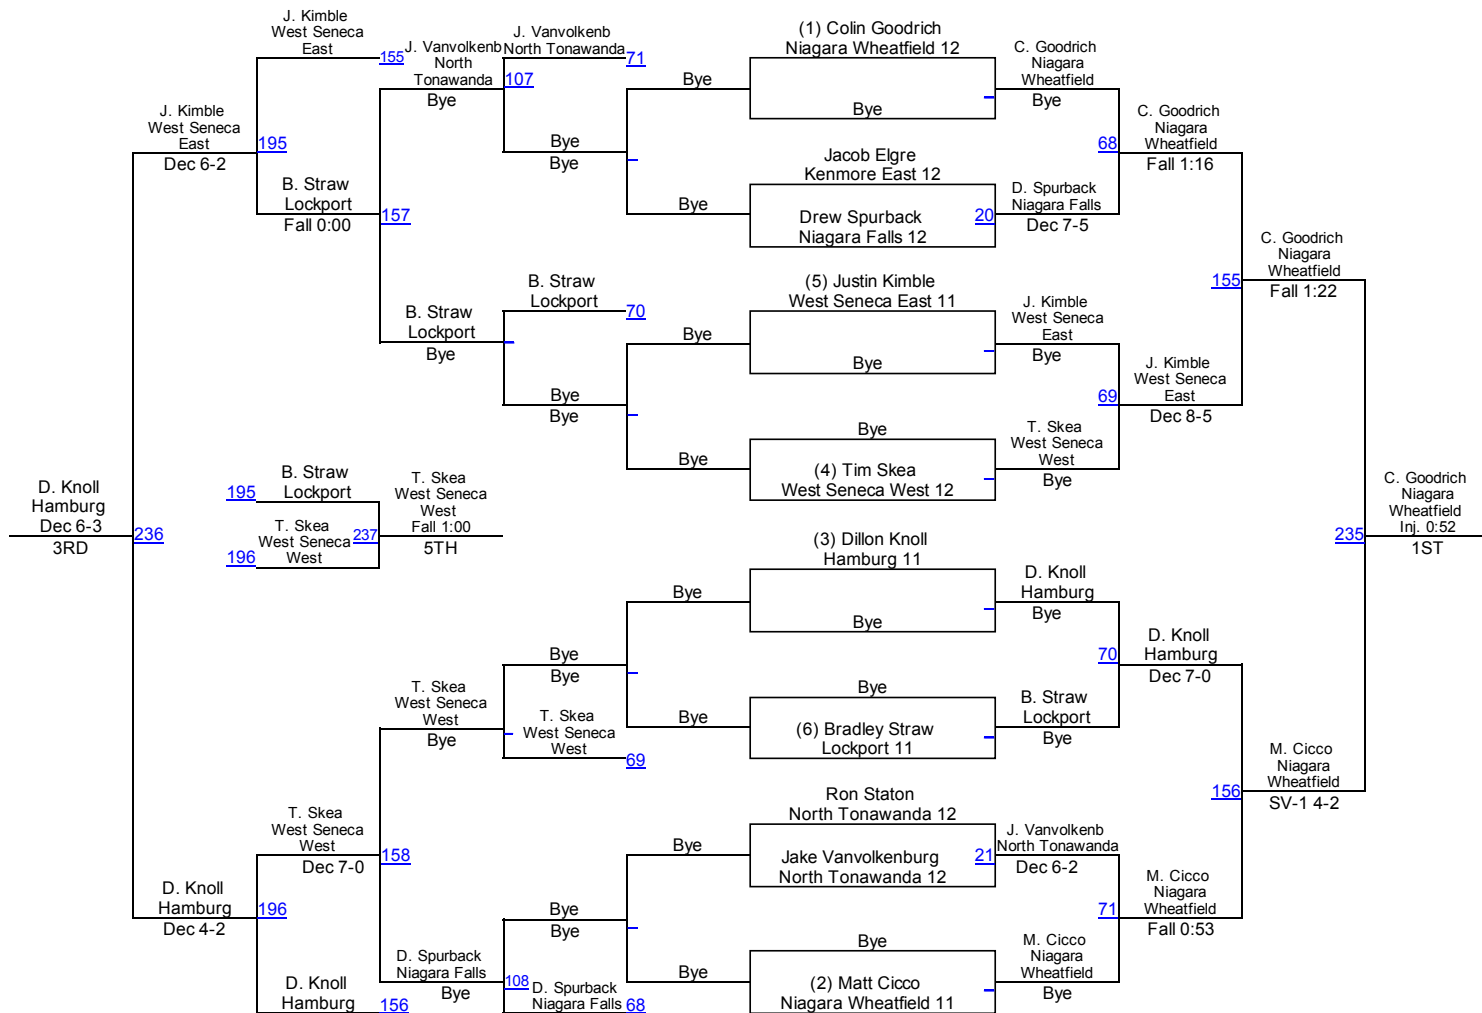 J. Kimble
West Seneca
East
155
J. Vanvolkenb
North
Tonawanda
Bye
107
J. Vanvolkenb
North Tonawanda
71
Bye
(1) Colin Goodrich
Niagara Wheatfield 12
Bye
C. Goodrich
Niagara
Wheatfield
Bye
J. Kimble
West Seneca
East
Dec 6-2
195
B. Straw
Lockport
Fall 0:00
157
Bye
Bye
Bye
Jacob Elgre
Kenmore East 12
Drew Spurback
Niagara Falls 12
20
D. Spurback
Niagara Falls
Dec 7-5
68
C. Goodrich
Niagara
Wheatfield
Fall 1:16
B. Straw
Lockport
Bye
B. Straw
Lockport
70
Bye
(5) Justin Kimble
West Seneca East 11
Bye
J. Kimble
West Seneca
East
Bye
155
C. Goodrich
Niagara
Wheatfield
Fall 1:22
Bye
Bye
Bye
Bye
(4) Tim Skea
West Seneca West 12
T. Skea
West Seneca
West
Bye
69
J. Kimble
West Seneca
East
Dec 8-5
D. Knoll
Hamburg
Dec 6-3
3RD
236
195
B. Straw
Lockport
196
T. Skea
West Seneca
West
237
T. Skea
West Seneca
West
Fall 1:00
5TH
235
C. Goodrich
Niagara
Wheatfield
Inj. 0:52
1ST
Bye
(3) Dillon Knoll
Hamburg 11
Bye
D. Knoll
Hamburg
Bye
Bye
Bye
70
D. Knoll
Hamburg
Dec 7-0
T. Skea
West Seneca
West
Bye
T. Skea
West Seneca
West
69
Bye
Bye
(6) Bradley Straw
Lockport 11
B. Straw
Lockport
Bye
156
M. Cicco
Niagara
Wheatfield
SV-1 4-2
T. Skea
West Seneca
West
Dec 7-0
158
Bye
Ron Staton
North Tonawanda 12
Jake Vanvolkenburg
North Tonawanda 12
21
J. Vanvolkenb
North Tonawanda
Dec 6-2
D. Knoll
Hamburg
Dec 4-2
196
Bye
Bye
71
M. Cicco
Niagara
Wheatfield
Fall 0:53
D. Knoll
Hamburg
156
D. Spurback
Niagara Falls
Bye
108
D. Spurback
Niagara Falls
68
Bye
Bye
(2) Matt Cicco
Niagara Wheatfield 11
M. Cicco
Niagara
Wheatfield
Bye